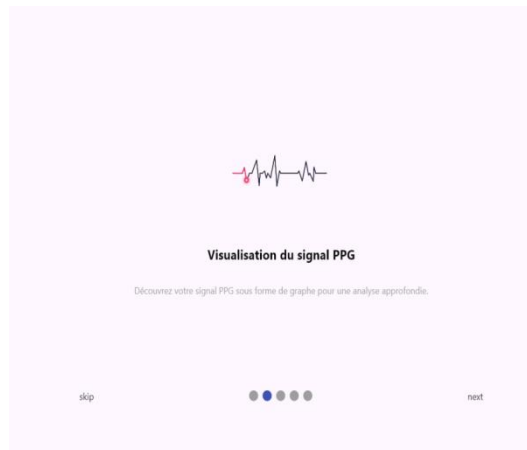 Visualisation du signal PPG
Découvrez votre signal PPG sous forme de graphe pour une analyse approfondie.
skip
next